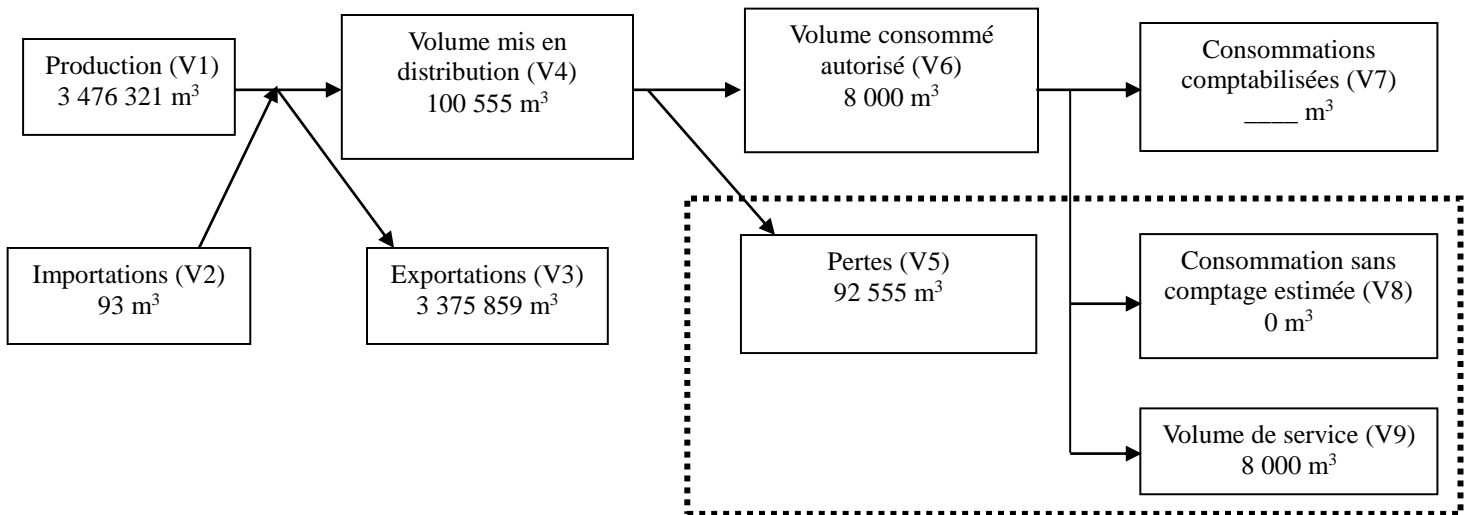 Production (V1)
3 476 321 m³
Volume mis en
distribution (V4)
100 555 m³
Volume consommé
autorisé (V6)
8 000 m³
Consommations
comptabilisées (V7)
____ m³
Importations (V2)
93 m³
Exportations (V3)
3 375 859 m³
Pertes (V5)
92 555 m³
Consommation sans
comptage estimée (V8)
0 m³
Volume de service (V9)
8 000 m³